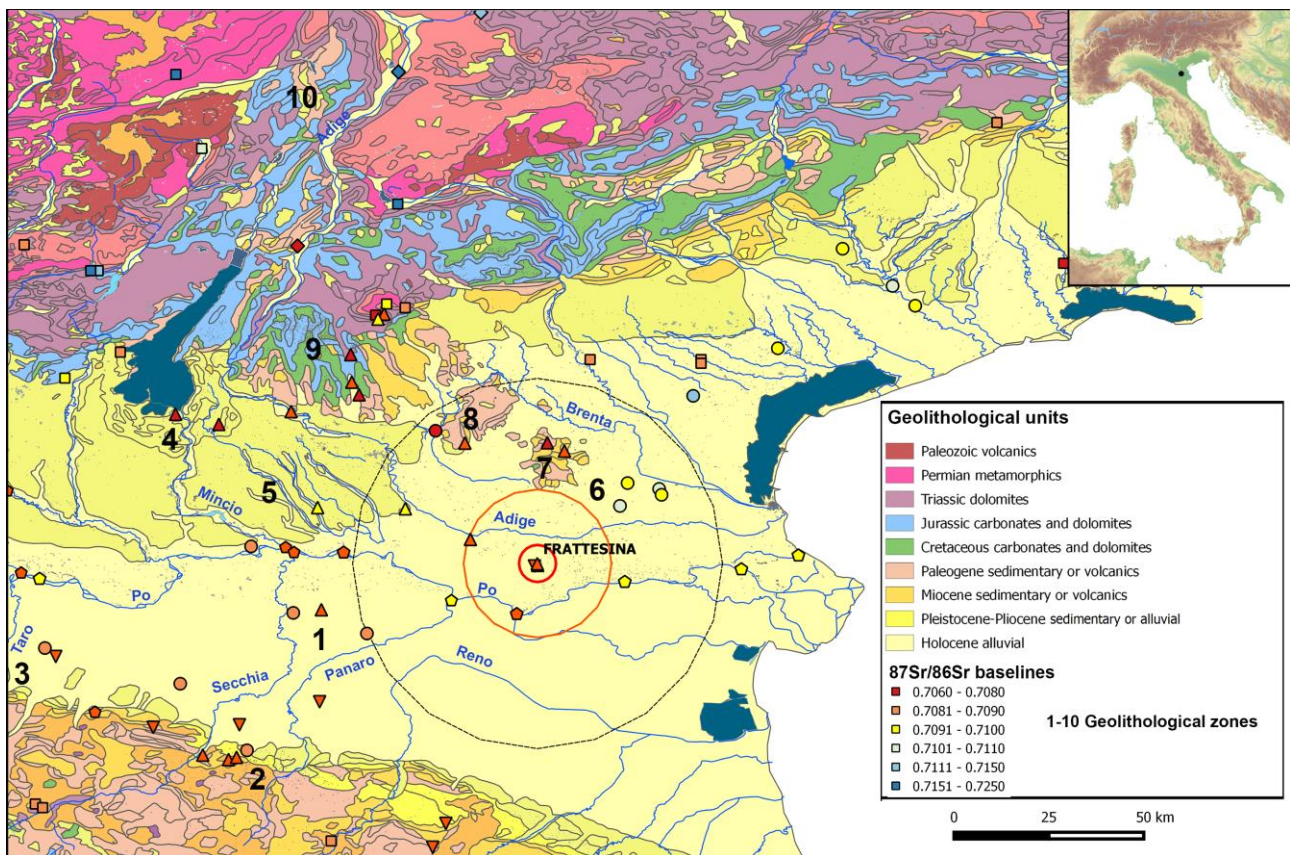 10
Adige
9
8
Brenta
4
7
5
6
Mincio
Adige
FRATTESINA
Po
Po
1
Taro
3
Secchia
Panaro
Reno
2
Geolithological units
Paleozoic volcanics
Permian metamorphics
Triassic dolomites
Jurassic carbonates and dolomites
Cretaceous carbonates and dolomites
Paleogene sedimentary or volcanics
Miocene sedimentary or volcanics
Pleistocene-Pliocene sedimentary or alluvial
Holocene alluvial
87Sr/86Sr baselines
0.7060 - 0.7080
0.7081 - 0.7090
0.7091 - 0.7100
0.7101 - 0.7110
0.7111 - 0.7150
0.7151 - 0.7250
1-10 Geolithological zones
0 25 50 km